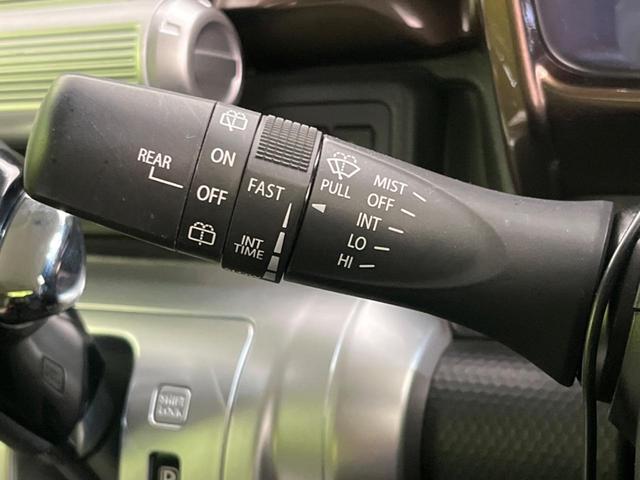 REAR
ON
OFF
FAST
INT
TIME
PULL
MIST
OFF
INT
LO
HI
SHIFT
LOCK
P